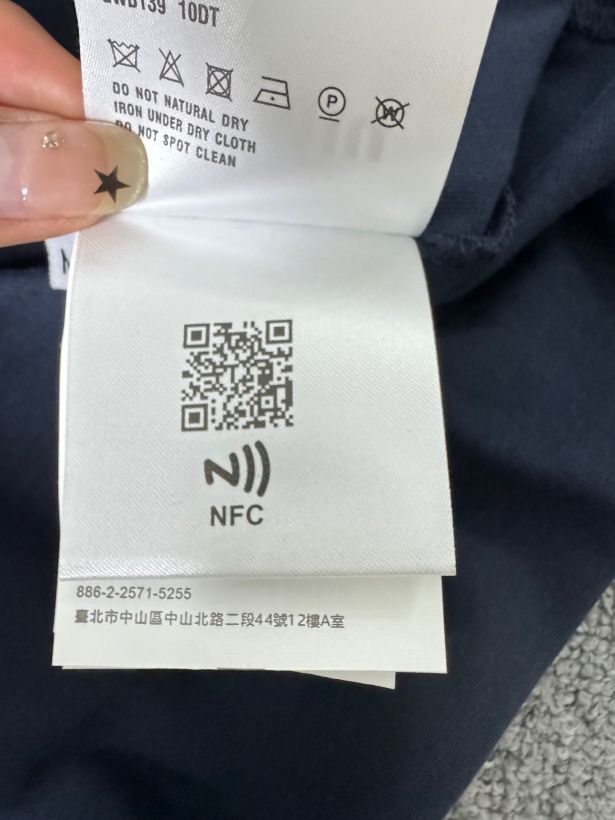 10DT
P
W
DO NOT NATURAL DRY
IRON UNDER DRY CLOTH
DO NOT SPOT CLEAN
NFC
886-2-2571-5255
臺北市中山區中山北路二段44號12樓A室